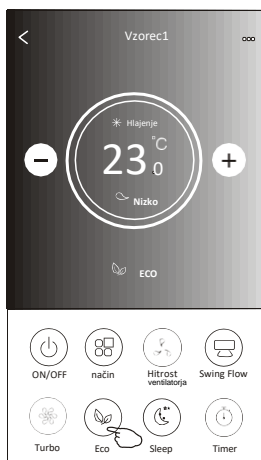 Vzorec1
Hlajenje
23.0 °C
Nizko
ECO
ON/OFF način Hitrost ventilatorja Swing Flow
Turbo Eco Sleep Timer